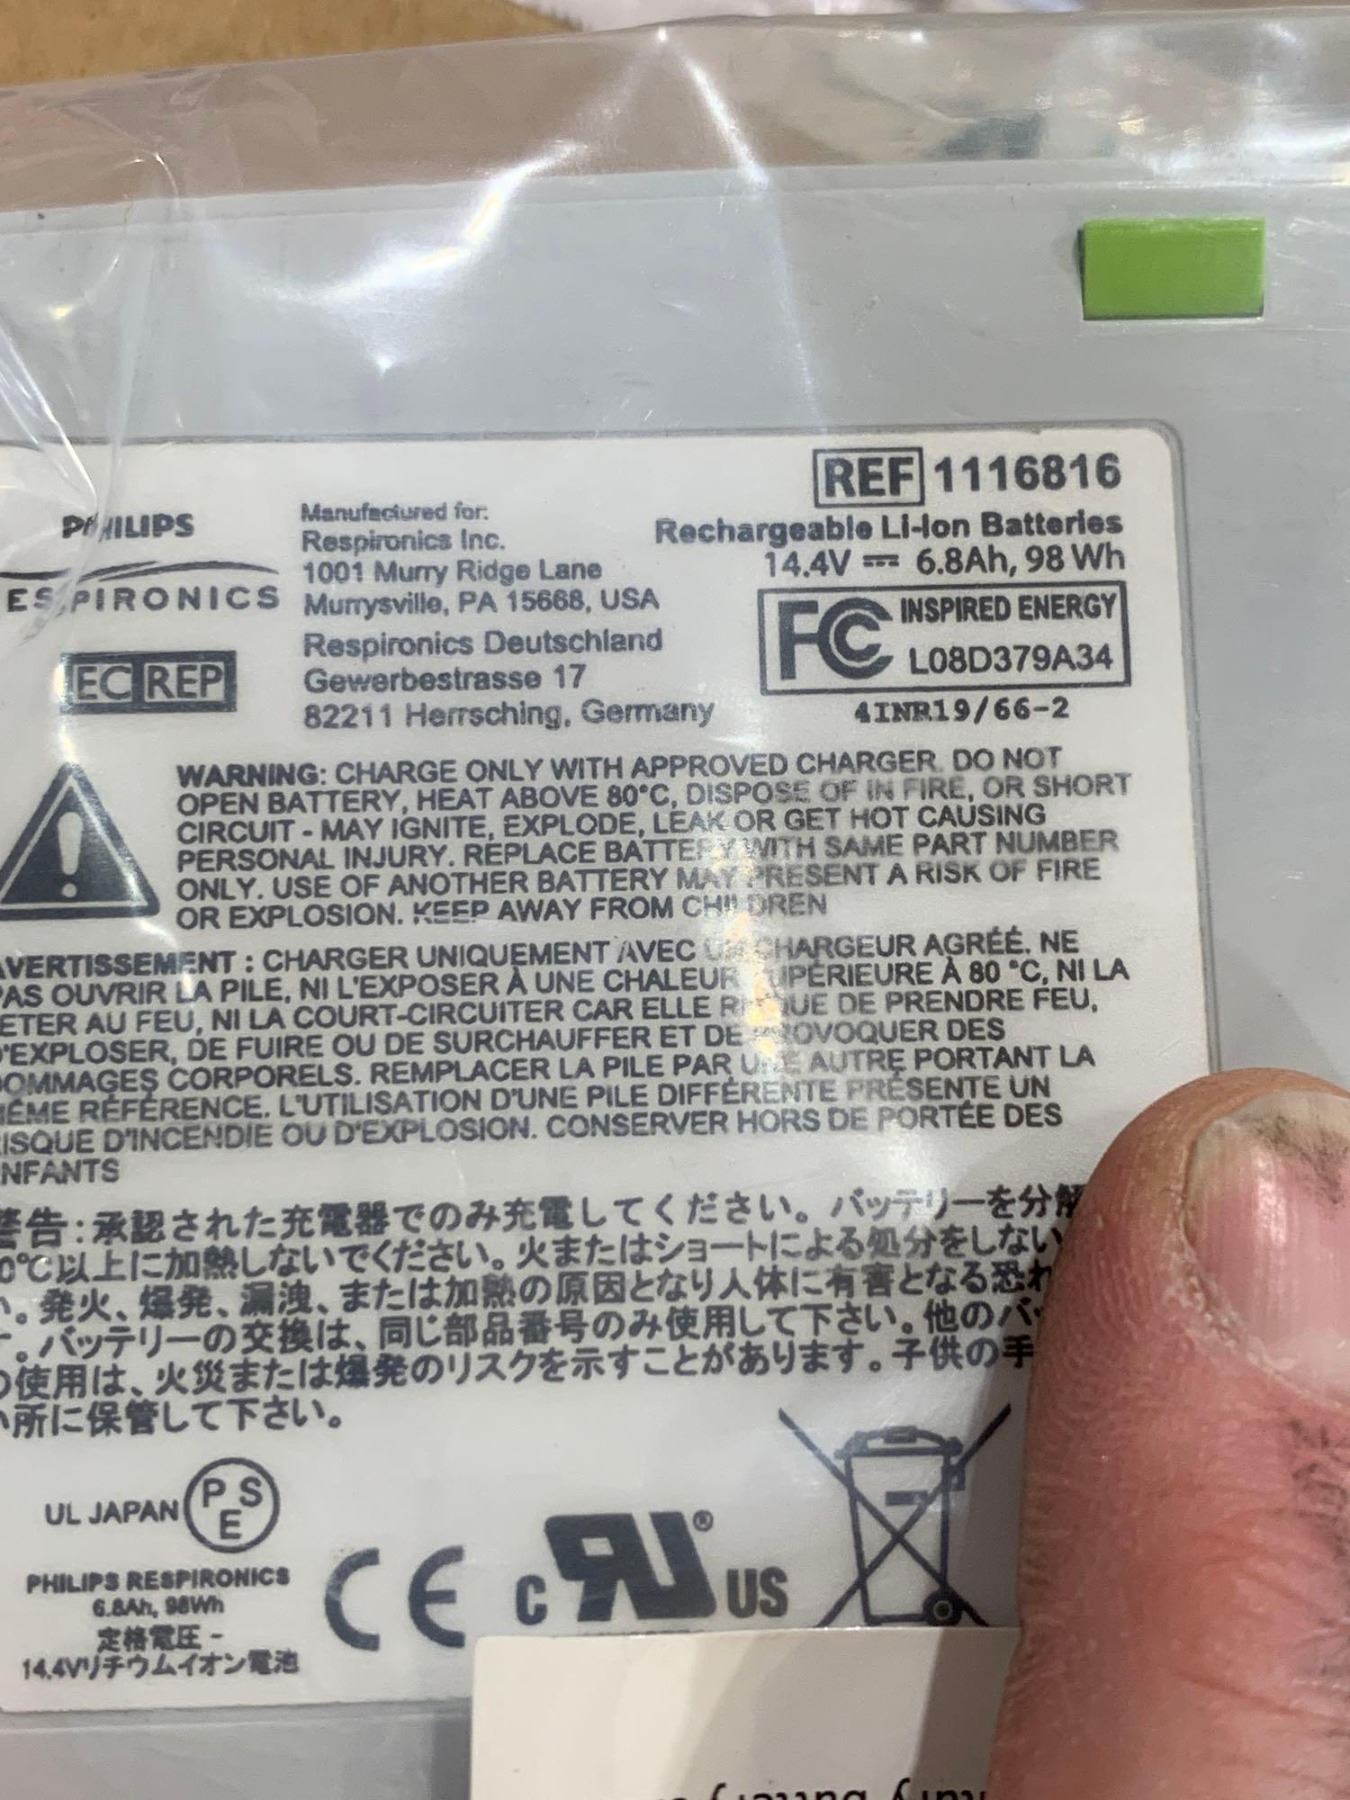 REF 1116816
Rechargeable Li-Ion Batteries
14.4V ⎓ 6.8Ah, 98 Wh
FC INSPIRED ENERGY
L08D379A34
4INR19/66-2
PHILIPS
ESPIRONICS
EC REP
Manufactured for:
Respironics Inc.
1001 Murry Ridge Lane
Murrysville, PA 15668, USA
Respironics Deutschland
Gewerbestrasse 17
82211 Herrsching, Germany
WARNING: CHARGE ONLY WITH APPROVED CHARGER. DO NOT
OPEN BATTERY, HEAT ABOVE 80°C, DISPOSE OF IN FIRE, OR SHORT
CIRCUIT - MAY IGNITE, EXPLODE, LEAK OR GET HOT CAUSING
PERSONAL INJURY. REPLACE BATTERY WITH SAME PART NUMBER
ONLY. USE OF ANOTHER BATTERY MAY PRESENT A RISK OF FIRE
OR EXPLOSION. KEEP AWAY FROM CHILDREN
AVERTISSEMENT : CHARGER UNIQUEMENT AVEC UN CHARGEUR AGRÉÉ. NE
PAS OUVRIR LA PILE, NI L'EXPOSER À UNE CHALEUR SUPÉRIEURE À 80 °C, NI LA
ETER AU FEU, NI LA COURT-CIRCUITER CAR ELLE RISQUE DE PRENDRE FEU,
D'EXPLOSER, DE FUIRE OU DE SURCHAUFFER ET DE PROVOQUER DES
DOMMAGES CORPORELS. REMPLACER LA PILE PAR UNE AUTRE PORTANT LA
MÊME RÉFÉRENCE. L'UTILISATION D'UNE PILE DIFFÉRENTE PRÉSENTE UN
RISQUE D'INCENDIE OU D'EXPLOSION. CONSERVER HORS DE PORTÉE DES
NFANTS
警告：承認された充電器でのみ充電してください。バッテリーを分解
0℃以上に加熱しないでください。火またはショートによる処分をしない
い。発火、爆発、漏洩、または加熱の原因となり人体に有害となる恐れ
す。バッテリーの交換は、同じ部品番号のみ使用して下さい。他のバッ
の使用は、火災または爆発のリスクを示すことがあります。子供の手
い所に保管して下さい。
UL JAPAN PSE
PHILIPS RESPIRONICS
6.8Ah, 98Wh
定格電圧 -
14.4Vリチウムイオン電池
CE
c RU ® US